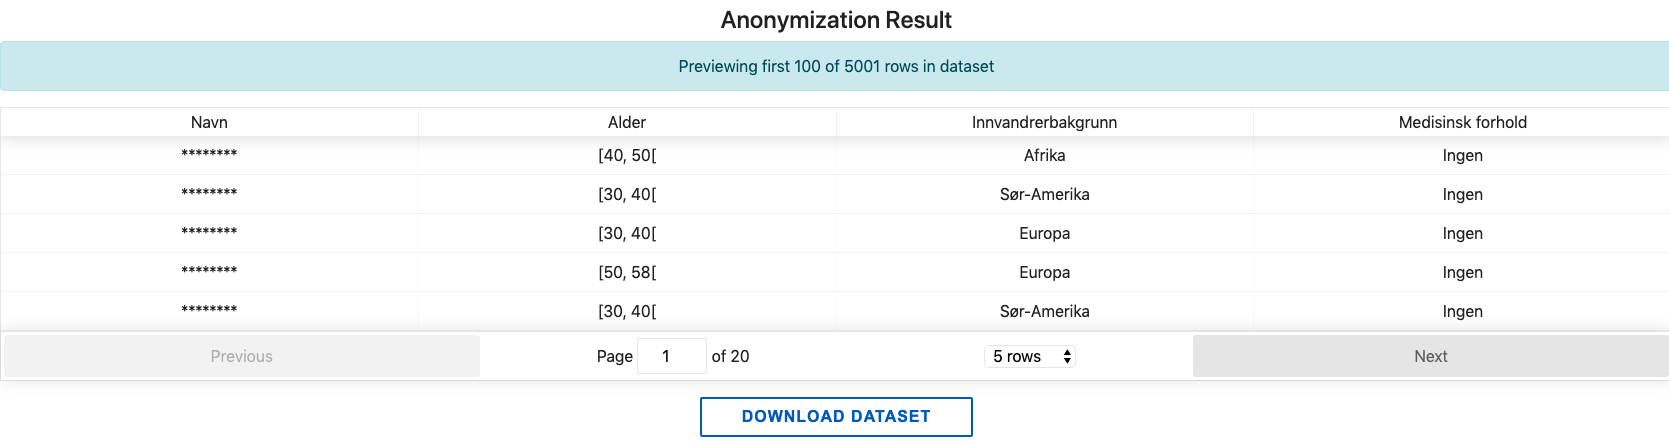 Anonymization Result
Previewing first 100 of 5001 rows in dataset
Navn Alder Innvandrerbakgrunn Medisinsk forhold
******** [40, 50[ Afrika Ingen
******** [30, 40[ Sør-Amerika Ingen
******** [30, 40[ Europa Ingen
******** [50, 58[ Europa Ingen
******** [30, 40[ Sør-Amerika Ingen
Previous Page 1 of 20 5 rows Next
DOWNLOAD DATASET